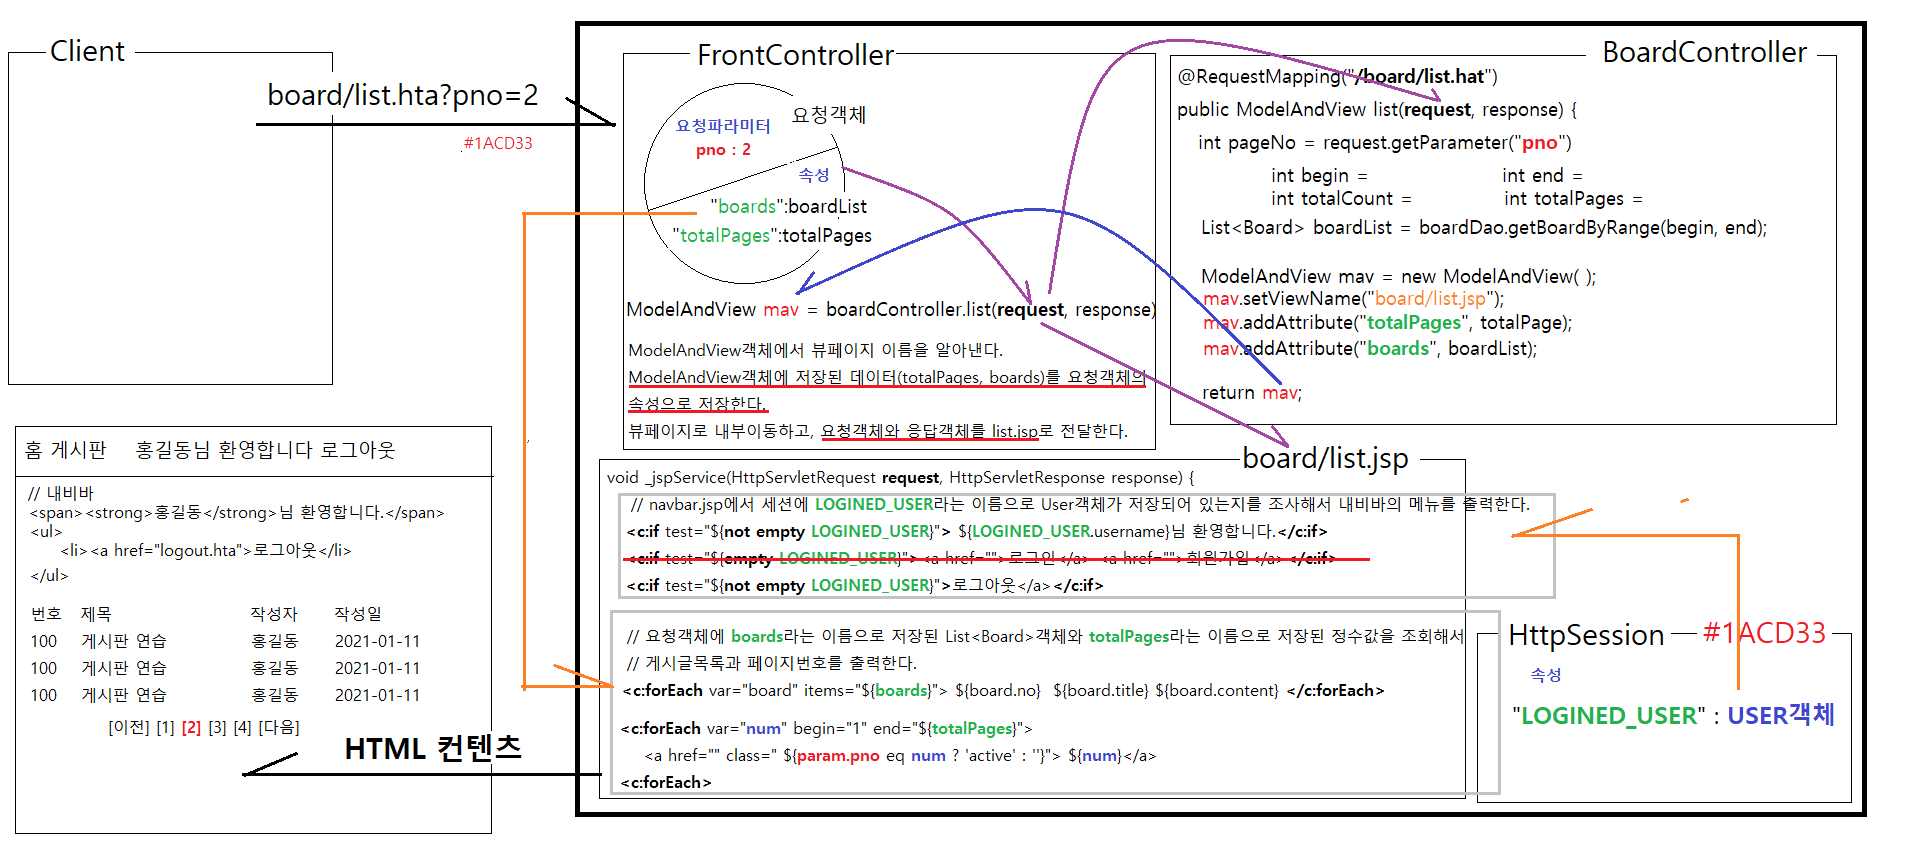 Client
board/list.hta?pno=2
#1ACD33
FrontController
요청파라미터
pno : 2
요청객체
속성
"boards":boardList
"totalPages":totalPages
ModelAndView mav = boardController.list(request, response)
ModelAndView객체에서 뷰페이지 이름을 알아낸다.
ModelAndView객체에 저장된 데이터(totalPages, boards)를 요청객체의
속성으로 저장한다.
뷰페이지로 내부이동하고, 요청객체와 응답객체를 list.jsp로 전달한다.
BoardController
@RequestMapping("/board/list.hat")
public ModelAndView list(request, response) {
int pageNo = request.getParameter("pno")
int begin = int end =
int totalCount = int totalPages =
List<Board> boardList = boardDao.getBoardByRange(begin, end);
ModelAndView mav = new ModelAndView( );
mav.setViewName("board/list.jsp");
mav.addAttribute("totalPages", totalPage);
mav.addAttribute("boards", boardList);
return mav;
board/list.jsp
void _jspService(HttpServletRequest request, HttpServletResponse response) {
// navbar.jsp에서 세션에 LOGINED_USER라는 이름으로 User객체가 저장되어 있는지를 조사해서 내비바의 메뉴를 출력한다.
<c:if test="${not empty LOGINED_USER}"> ${LOGINED_USER.username}님 환영합니다.</c:if>
<c:if test="${empty LOGINED_USER}"> <a href="">로그인</a> <a href="">회원가입</a></c:if>
<c:if test="${not empty LOGINED_USER}">로그아웃</a></c:if>
// 요청객체에 boards라는 이름으로 저장된 List<Board>객체와 totalPages라는 이름으로 저장된 정수값을 조회해서
// 게시글목록과 페이지번호를 출력한다.
<c:forEach var="board" items="${boards}"> ${board.no} ${board.title} ${board.content} </c:forEach>
<c:forEach var="num" begin="1" end="${totalPages}">
<a href="" class=" ${param.pno eq num ? 'active' : ''}"> ${num}</a>
<c:forEach>
HttpSession
#1ACD33
속성
"LOGINED_USER" : USER객체
홈 게시판 홍길동님 환영합니다 로그아웃
// 내비바
<span><strong>홍길동</strong>님 환영합니다.</span>
<ul>
<li><a href="logout.hta">로그아웃</li>
</ul>
번호 제목 작성자 작성일
100 게시판 연습 홍길동 2021-01-11
100 게시판 연습 홍길동 2021-01-11
100 게시판 연습 홍길동 2021-01-11
[이전] [1] [2] [3] [4] [다음]
HTML 컨텐츠